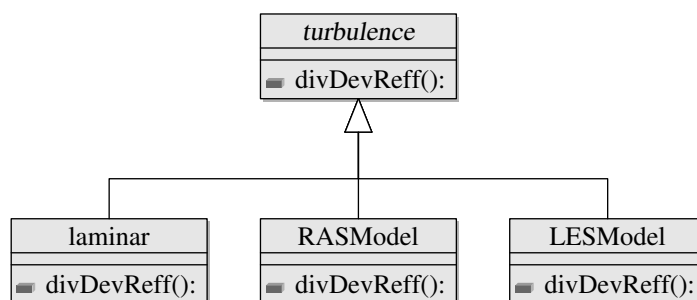 turbulence
divDevReff():
laminar
divDevReff():
RASModel
divDevReff():
LESModel
divDevReff():